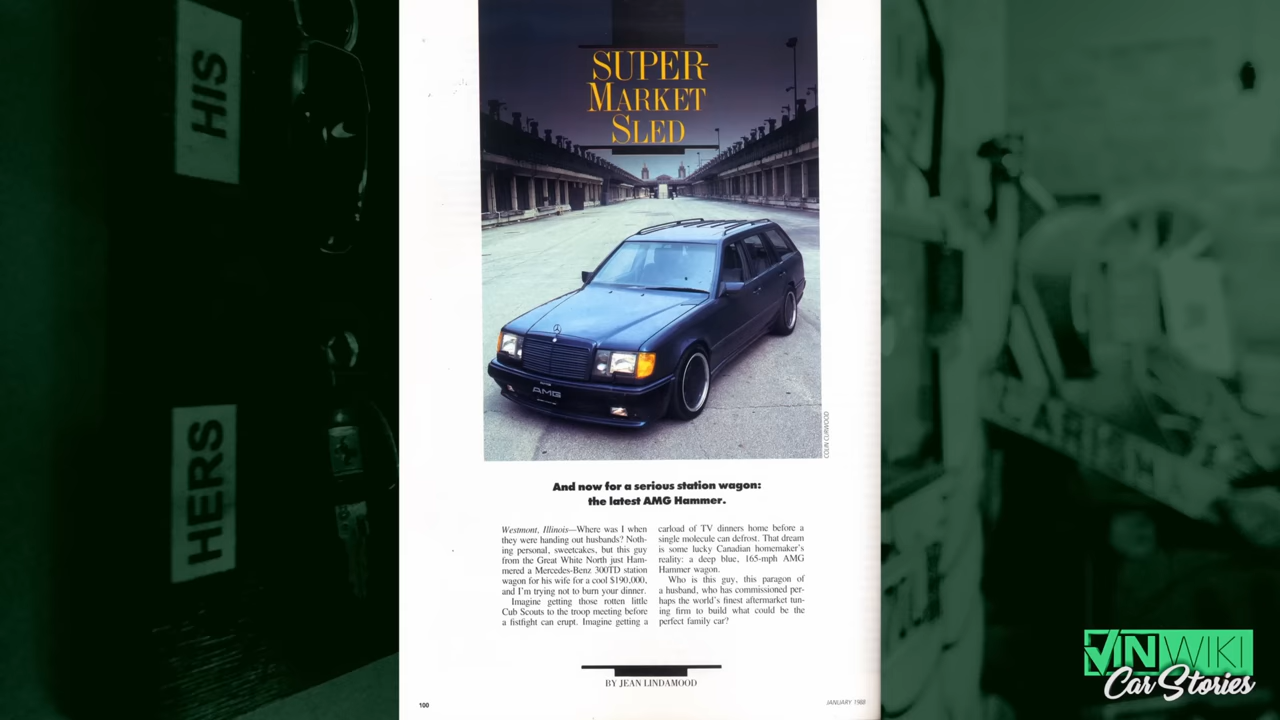 HIS
HERS
SUPER-
MARKET
SLED
AMG
COLIN CURWOOD
And now for a serious station wagon:
the latest AMG Hammer.
Westmont, Illinois—Where was I when
they were handing out husbands? Noth-
ing personal, sweetcakes, but this guy
from the Great White North just Ham-
mered a Mercedes-Benz 300TD station
wagon for his wife for a cool $190,000,
and I'm trying not to burn your dinner.
Imagine getting those rotten little
Cub Scouts to the troop meeting before
a fistfight can erupt. Imagine getting a
carload of TV dinners home before a
single molecule can defrost. That dream
is some lucky Canadian homemaker's
reality: a deep blue, 165-mph AMG
Hammer wagon.
Who is this guy, this paragon of
a husband, who has commissioned per-
haps the world's finest aftermarket tun-
ing firm to build what could be the
perfect family car?
BY JEAN LINDAMOOD
100
JANUARY 1988
VINWIKI
Car Stories